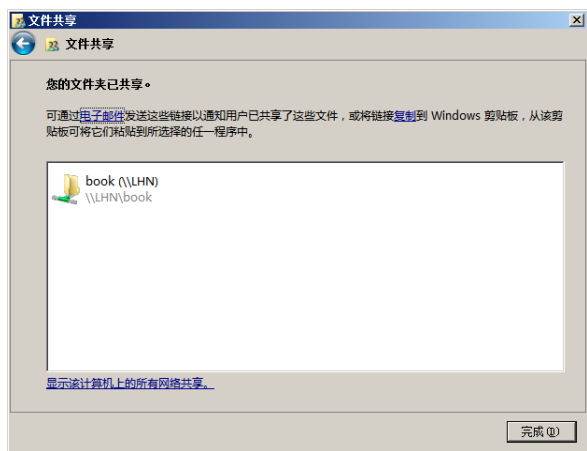 文件共享
文件共享
您的文件夹已共享。
可通过电子邮件发送这些链接以通知用户已共享了这些文件，或将链接复制到 Windows 剪贴板，从该剪
贴板可将它们粘贴到所选择的任一程序中。
book (\\LHN)
\\LHN\book
显示该计算机上的所有网络共享。
完成(D)